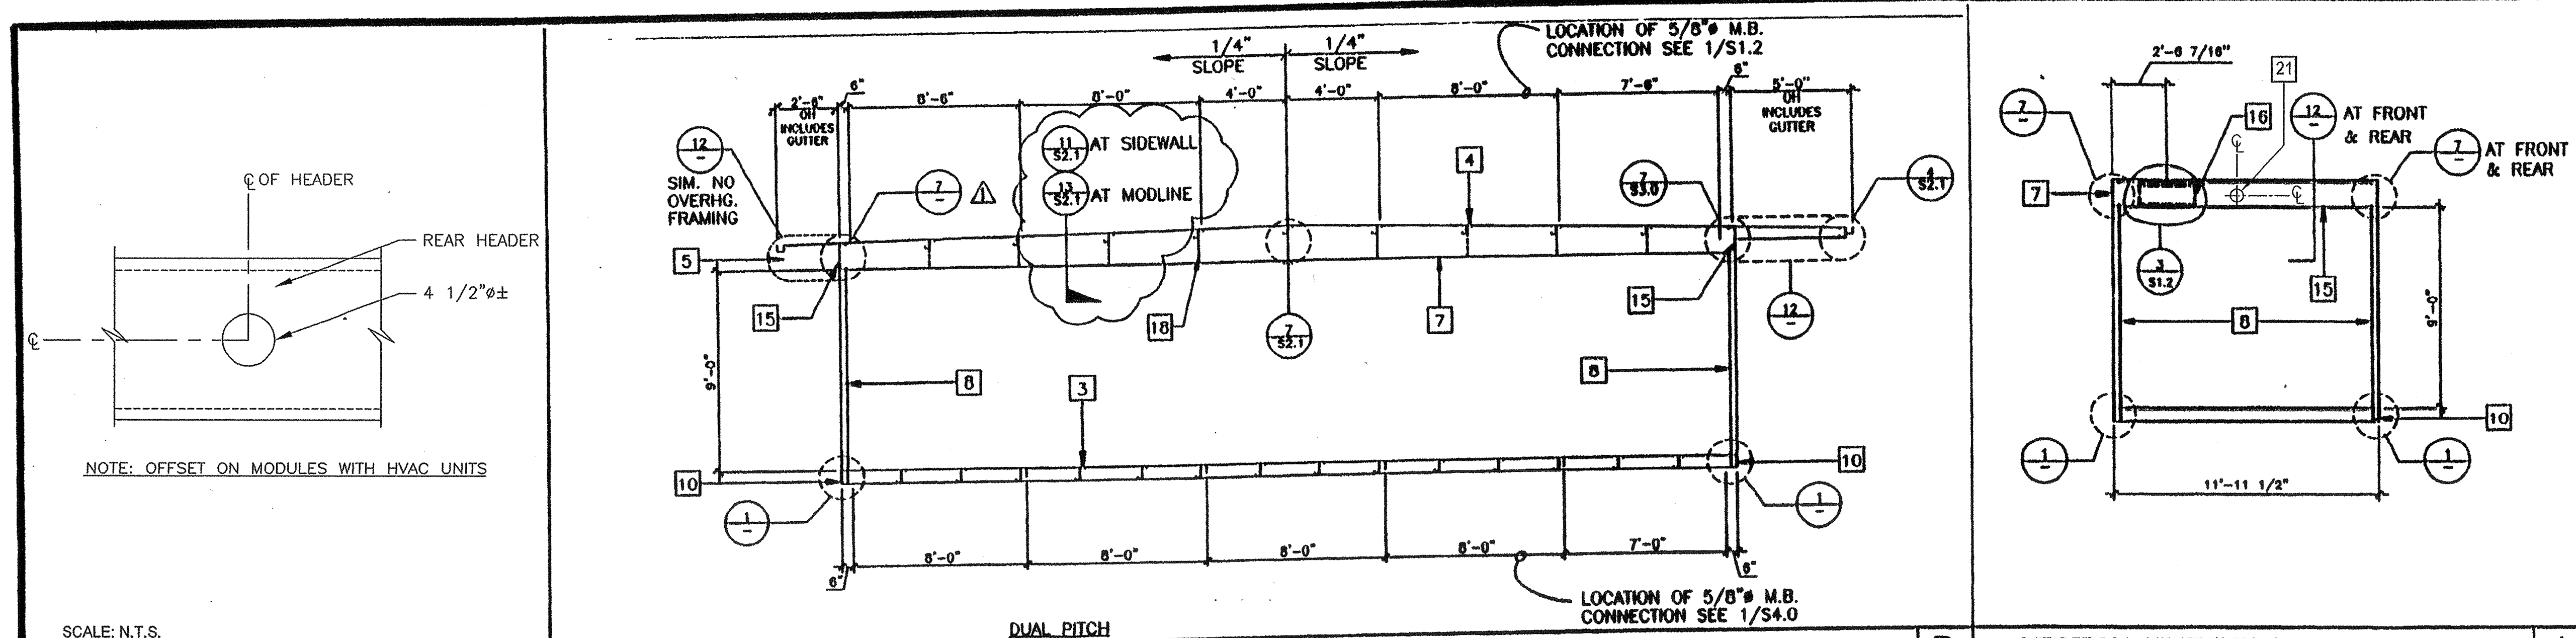 ℄ OF HEADER
REAR HEADER
4 1/2"ø±
℄
NOTE: OFFSET ON MODULES WITH HVAC UNITS
SCALE: N.T.S.
LOCATION OF 5/8"ø M.B.
CONNECTION SEE 1/S1.2
1/4"
SLOPE
1/4"
SLOPE
2'-6"
OH
INCLUDES
GUTTER
6"
8'-6"
8'-0"
4'-0"
4'-0"
8'-0"
7'-6"
6"
5'-0"
OH
INCLUDES
GUTTER
12
-
SIM. NO
OVERHG.
FRAMING
7
-
1
11
S2.1
AT SIDEWALL
13
S2.1
AT MODLINE
4
7
S3.0
4
S2.1
5
15
18
7
S2.1
7
15
12
-
9'-0"
8
3
8
10
10
1
-
1
-
6"
8'-0"
8'-0"
8'-0"
8'-0"
7'-0"
6"
LOCATION OF 5/8"ø M.B.
CONNECTION SEE 1/S4.0
DUAL PITCH
2'-6 7/16"
21
7
-
16
12
-
AT FRONT
& REAR
℄
℄
7
-
AT FRONT
& REAR
7
3
S1.2
15
8
9'-0"
10
1
-
1
-
11'-11 1/2"